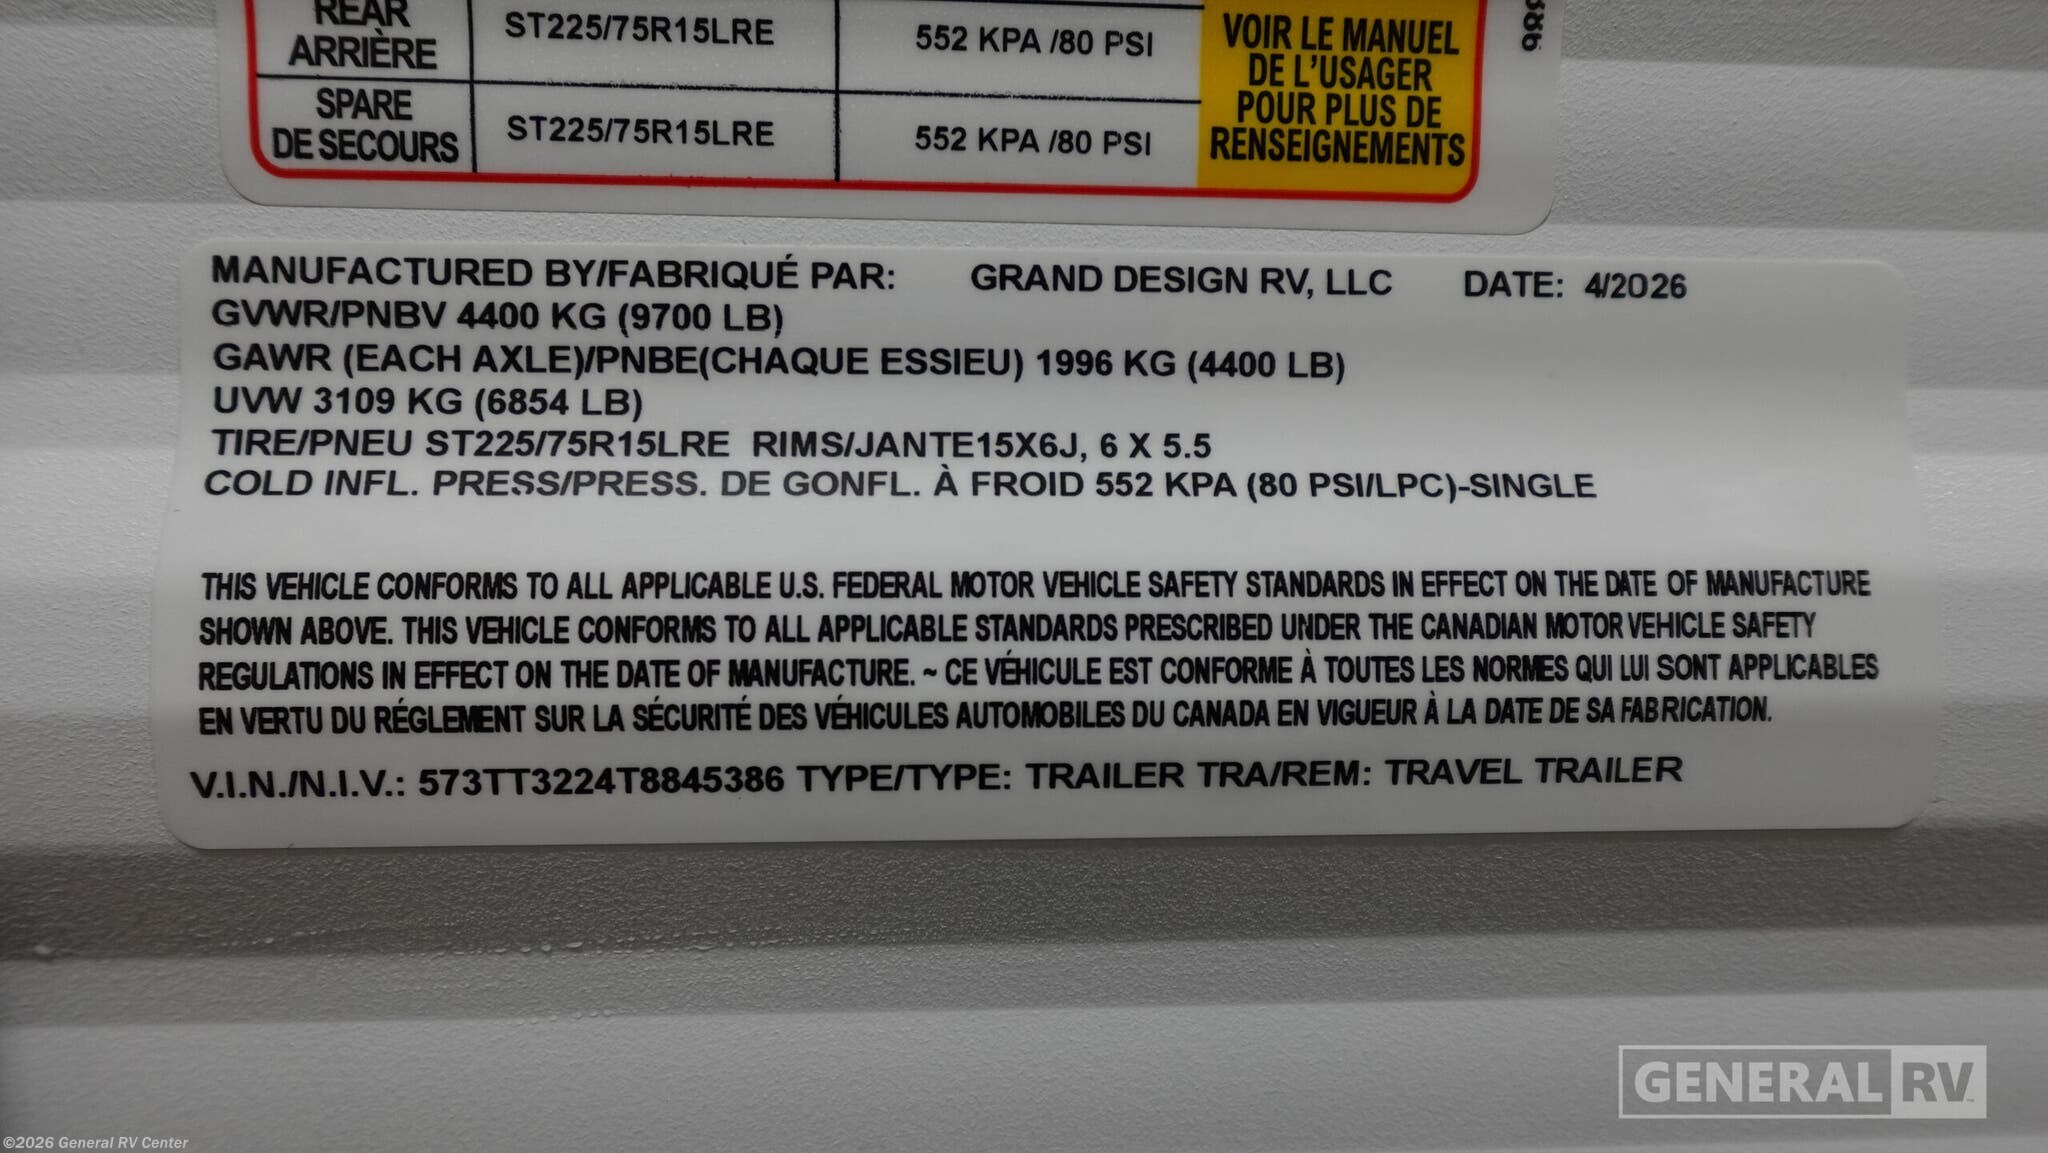 REAR
ARRIÈRE
ST225/75R15LRE
552 KPA /80 PSI
SPARE
DE SECOURS
ST225/75R15LRE
552 KPA /80 PSI
VOIR LE MANUEL
DE L'USAGER
POUR PLUS DE
RENSEIGNEMENTS
MANUFACTURED BY/FABRIQUÉ PAR: GRAND DESIGN RV, LLC DATE: 4/2026
GVWR/PNBV 4400 KG (9700 LB)
GAWR (EACH AXLE)/PNBE(CHAQUE ESSIEU) 1996 KG (4400 LB)
UVW 3109 KG (6854 LB)
TIRE/PNEU ST225/75R15LRE RIMS/JANTE15X6J, 6 X 5.5
COLD INFL. PRESS/PRESS. DE GONFL. À FROID 552 KPA (80 PSI/LPC)-SINGLE
THIS VEHICLE CONFORMS TO ALL APPLICABLE U.S. FEDERAL MOTOR VEHICLE SAFETY STANDARDS IN EFFECT ON THE DATE OF MANUFACTURE
SHOWN ABOVE. THIS VEHICLE CONFORMS TO ALL APPLICABLE STANDARDS PRESCRIBED UNDER THE CANADIAN MOTOR VEHICLE SAFETY
REGULATIONS IN EFFECT ON THE DATE OF MANUFACTURE. ~ CE VÉHICULE EST CONFORME À TOUTES LES NORMES QUI LUI SONT APPLICABLES
EN VERTU DU RÉGLEMENT SUR LA SÉCURITÉ DES VÉHICULES AUTOMOBILES DU CANADA EN VIGUEUR À LA DATE DE SA FABRICATION.
V.I.N./N.I.V.: 573TT3224T8845386 TYPE/TYPE: TRAILER TRA/REM: TRAVEL TRAILER
GENERAL RV
©2026 General RV Center